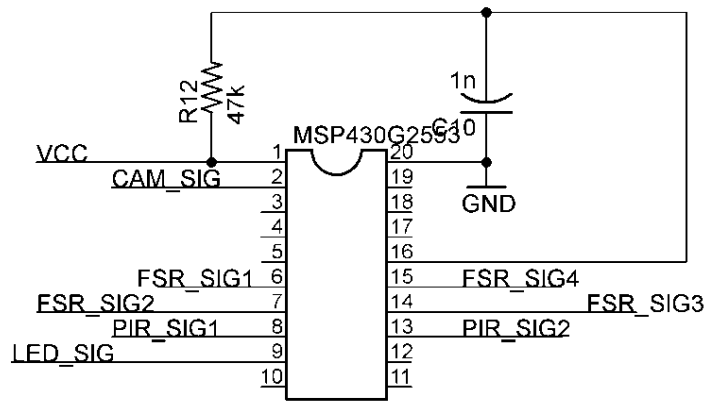 1n
R12
47k
MSP430G2553
C10
VCC
1
20
CAM_SIG
2
19
3
18
GND
4
17
5
16
FSR_SIG1
6
15
FSR_SIG4
FSR_SIG2
7
14
FSR_SIG3
PIR_SIG1
8
13
PIR_SIG2
LED_SIG
9
12
10
11